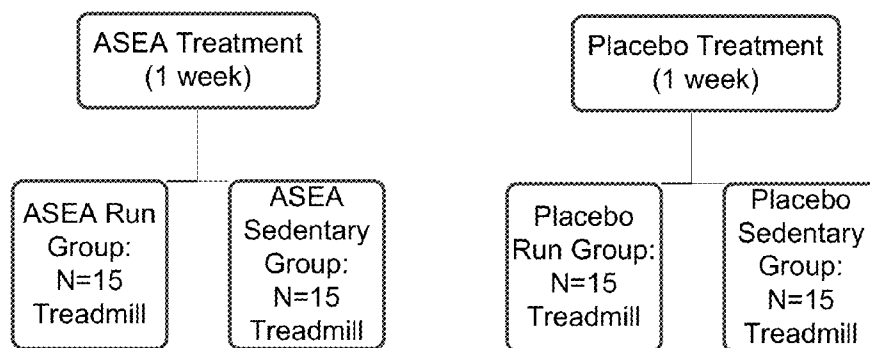 ASEA Treatment
(1 week)
Placebo Treatment
(1 week)
ASEA Run
Group:
N=15
Treadmill
ASEA
Sedentary
Group:
N=15
Treadmill
Placebo
Run Group:
N=15
Treadmill
Placebo
Sedentary
Group:
N=15
Treadmill